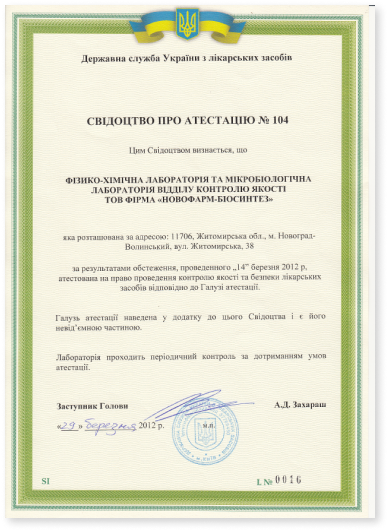 Державна служба України з лікарських засобів
СВІДОЦТВО ПРО АТЕСТАЦІЮ № 104
Цим Свідоцтвом визнається, що
ФІЗИКО-ХІМІЧНА ЛАБОРАТОРІЯ ТА МІКРОБІОЛОГІЧНА
ЛАБОРАТОРІЯ ВІДДІЛУ КОНТРОЛЮ ЯКОСТІ
ТОВ ФІРМА «НОВОФАРМ-БІОСИНТЕЗ»
яка розташована за адресою: 11706, Житомирська обл., м. Новоград-
Волинський, вул. Житомирська, 38
за результатами обстеження, проведенного „14” березня 2012 р.
атестована на право проведення контролю якості та безпеки лікарських
засобів відповідно до Галузі атестації.
Галузь атестації наведена у додатку до цього Свідоцтва і є його
невід’ємною частиною.
Лабораторія проходить періодичний контроль за дотриманням умов
атестації.
Заступник Голови А.Д. Захараш
«29» березня 2012 р. м.п.
SI L № 0016